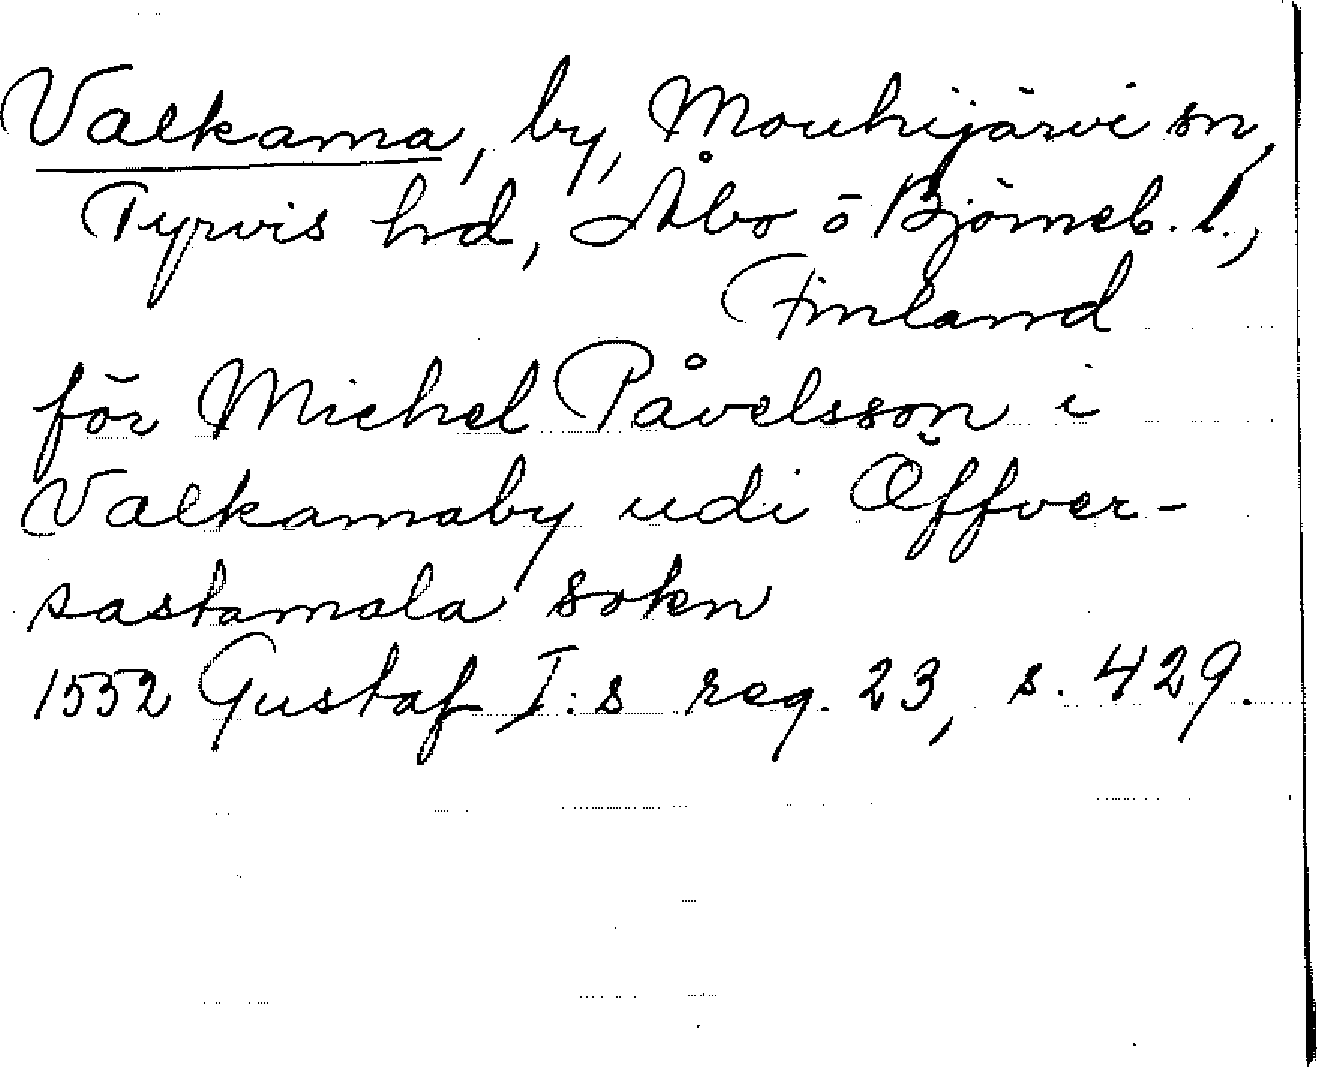 Valkama, by, Mouhijärvi sn,
Tyrvis hd, Åbo o Björneb. l.,
Finland
för Michel Påvelsson i
Valkamaby udi Öffver-
sastamala sokn
1552 Gustaf I:s reg. 23, s. 429.